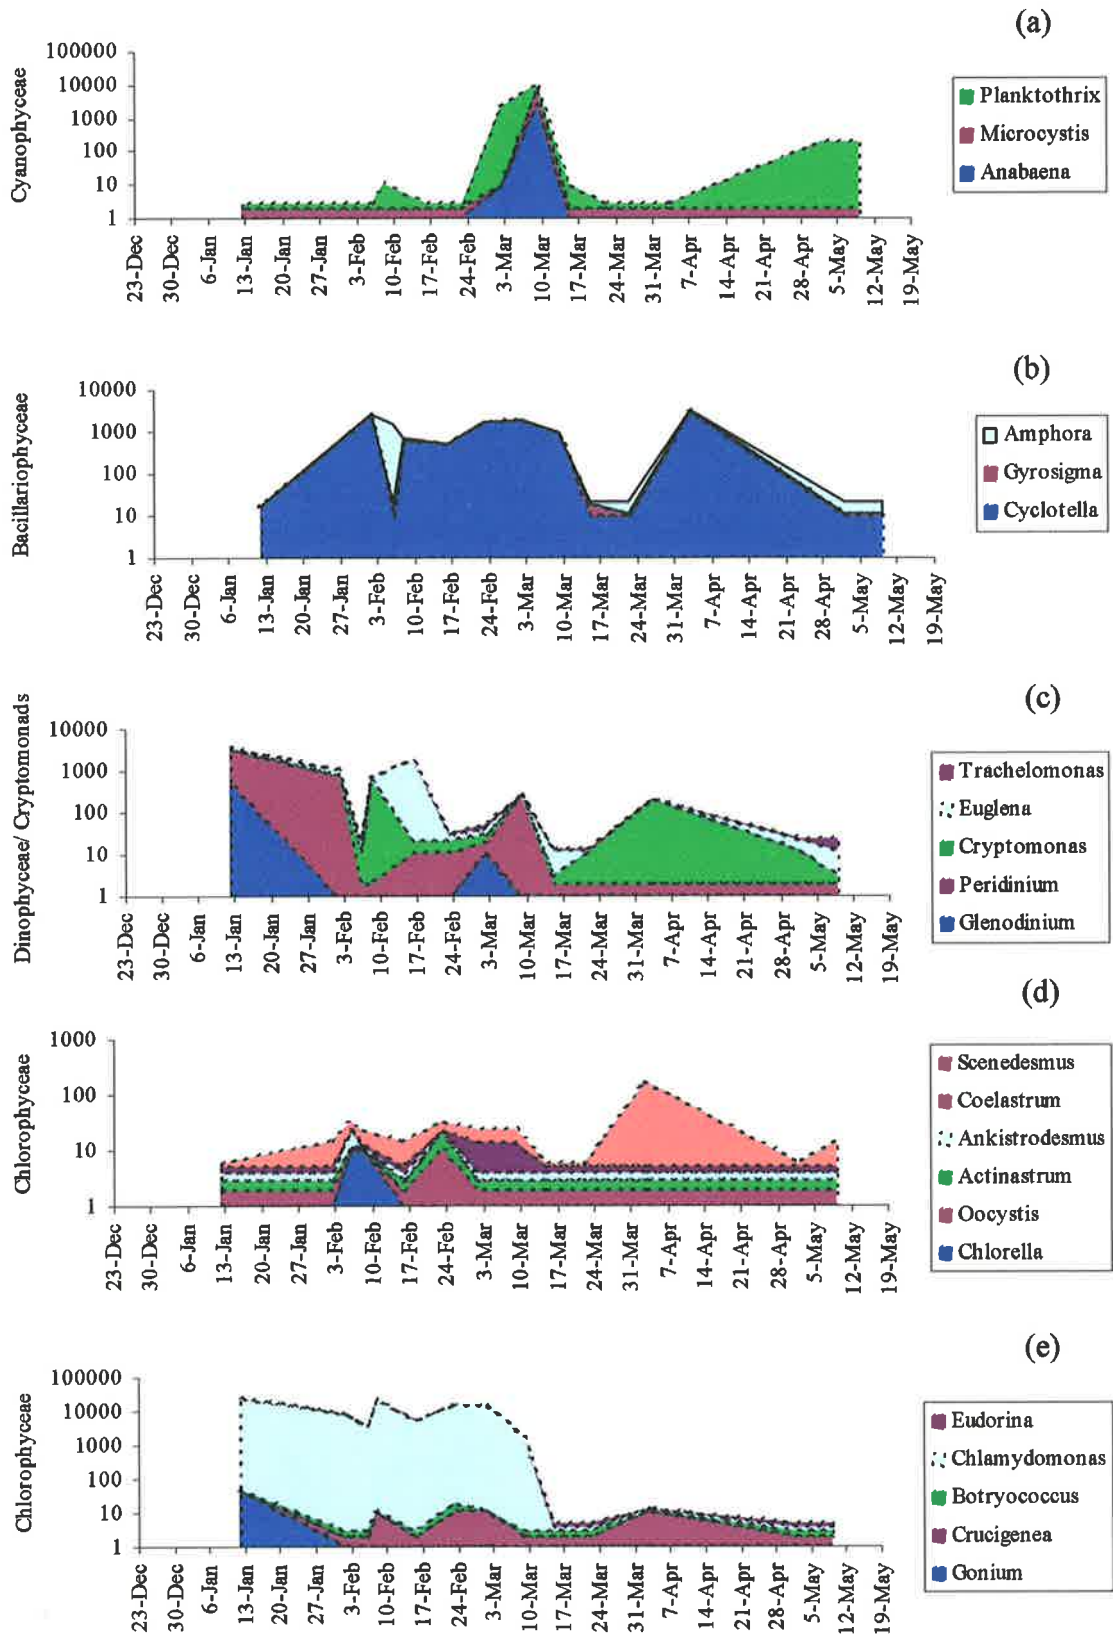 (a)
Cyanophyceae
100000
10000
1000
100
10
1
23-Dec
30-Dec
6-Jan
13-Jan
20-Jan
27-Jan
3-Feb
10-Feb
17-Feb
24-Feb
3-Mar
10-Mar
17-Mar
24-Mar
31-Mar
7-Apr
14-Apr
21-Apr
28-Apr
5-May
12-May
19-May
Planktothrix
Microcystis
Anabaena
(b)
Bacillariophyceae
10000
1000
100
10
1
23-Dec
30-Dec
6-Jan
13-Jan
20-Jan
27-Jan
3-Feb
10-Feb
17-Feb
24-Feb
3-Mar
10-Mar
17-Mar
24-Mar
31-Mar
7-Apr
14-Apr
21-Apr
28-Apr
5-May
12-May
19-May
Amphora
Gyrosigma
Cyclotella
(c)
Dinophyceae/ Cryptomonads
10000
1000
100
10
1
23-Dec
30-Dec
6-Jan
13-Jan
20-Jan
27-Jan
3-Feb
10-Feb
17-Feb
24-Feb
3-Mar
10-Mar
17-Mar
24-Mar
31-Mar
7-Apr
14-Apr
21-Apr
28-Apr
5-May
12-May
19-May
Trachelomonas
Euglena
Cryptomonas
Peridinium
Glenodinium
(d)
Chlorophyceae
1000
100
10
1
23-Dec
30-Dec
6-Jan
13-Jan
20-Jan
27-Jan
3-Feb
10-Feb
17-Feb
24-Feb
3-Mar
10-Mar
17-Mar
24-Mar
31-Mar
7-Apr
14-Apr
21-Apr
28-Apr
5-May
12-May
19-May
Scenedesmus
Coelastrum
Ankistrodesmus
Actinastrum
Oocystis
Chlorella
(e)
Chlorophyceae
100000
10000
1000
100
10
1
23-Dec
30-Dec
6-Jan
13-Jan
20-Jan
27-Jan
3-Feb
10-Feb
17-Feb
24-Feb
3-Mar
10-Mar
17-Mar
24-Mar
31-Mar
7-Apr
14-Apr
21-Apr
28-Apr
5-May
12-May
19-May
Eudorina
Chlamydomonas
Botryococcus
Crucigenea
Gonium